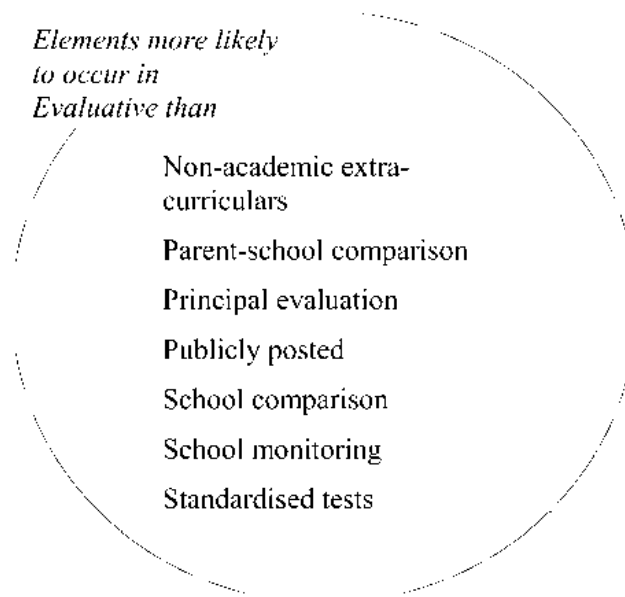 Elements more likely
to occur in
Evaluative than
Non-academic extra-
curriculars
Parent-school comparison
Principal evaluation
Publicly posted
School comparison
School monitoring
Standardised tests